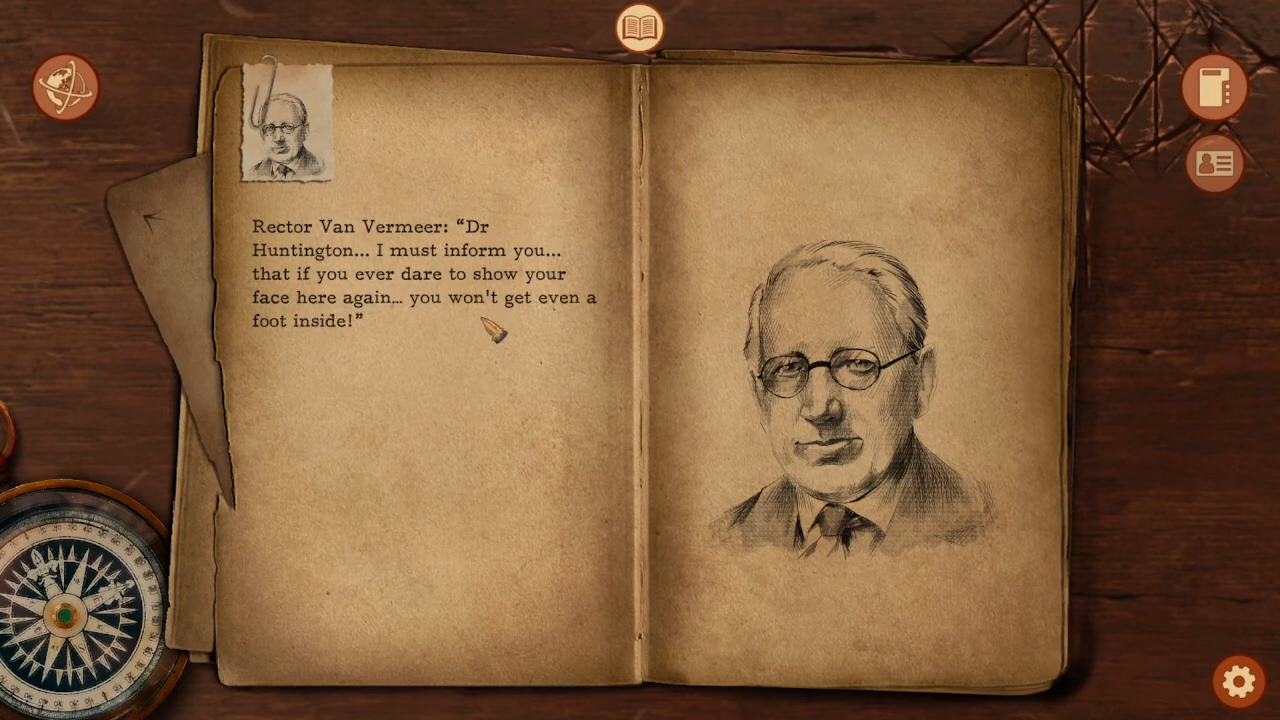 Rector Van Vermeer: “Dr
Huntington... I must inform you...
that if you ever dare to show your
face here again… you won't get even a
foot inside!”